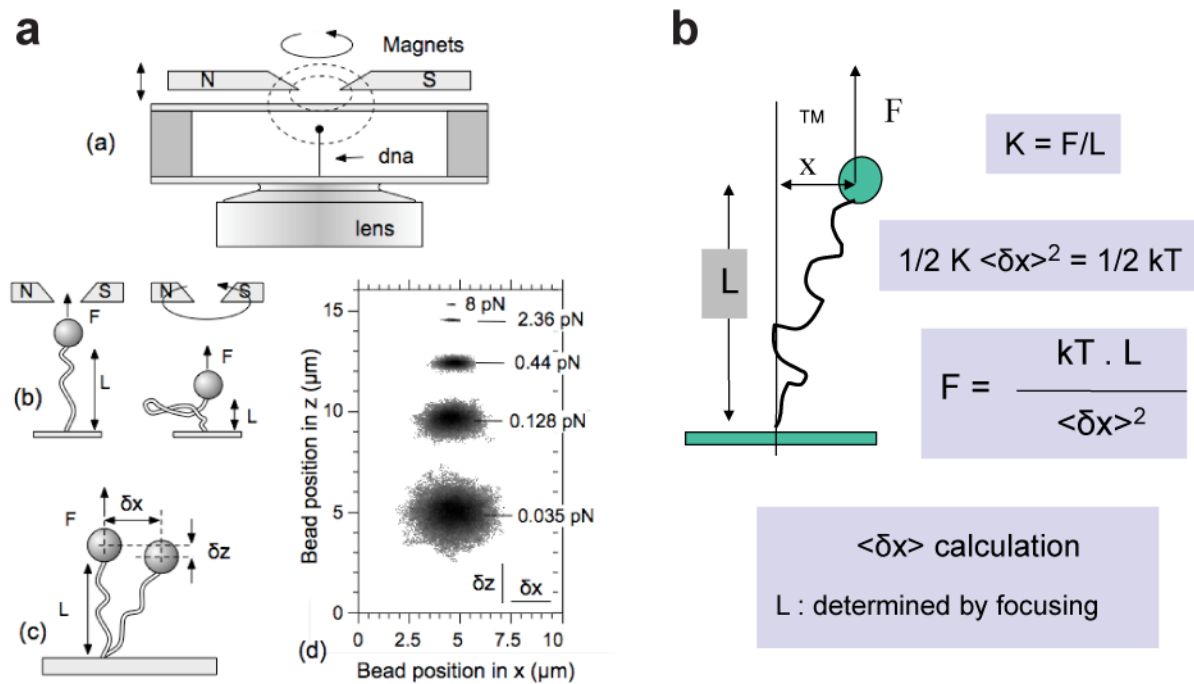 a
Magnets
N
S
(a)
dna
lens
N
S
N
S
F
F
L
L
(b)
δx
F
δz
L
(c)
Bead position in z (µm)
15
10
5
0
8 pN
2.36 pN
0.44 pN
0.128 pN
0.035 pN
δz
δx
0
2.5
5
7.5
10
(d)
Bead position in x (µm)
b
TM
F
x
L
K = F/L
1/2 K <δx>2 = 1/2 kT
F =
kT . L
<δx>2
<δx> calculation
L : determined by focusing